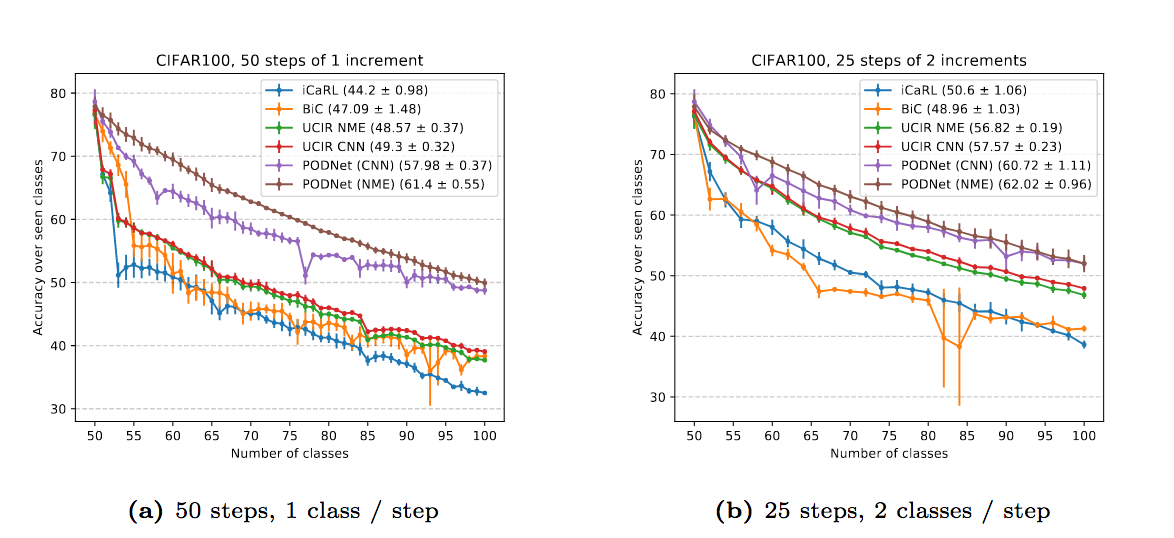 CIFAR100, 50 steps of 1 increment
Accuracy over seen classes
80
70
60
50
40
30
iCaRL (44.2 ± 0.98)
BiC (47.09 ± 1.48)
UCIR NME (48.57 ± 0.37)
UCIR CNN (49.3 ± 0.32)
PODNet (CNN) (57.98 ± 0.37)
PODNet (NME) (61.4 ± 0.55)
50 55 60 65 70 75 80 85 90 95 100
Number of classes
(a) 50 steps, 1 class / step
CIFAR100, 25 steps of 2 increments
Accuracy over seen classes
80
70
60
50
40
30
iCaRL (50.6 ± 1.06)
BiC (48.96 ± 1.03)
UCIR NME (56.82 ± 0.19)
UCIR CNN (57.57 ± 0.23)
PODNet (CNN) (60.72 ± 1.11)
PODNet (NME) (62.02 ± 0.96)
50 55 60 65 70 75 80 85 90 95 100
Number of classes
(b) 25 steps, 2 classes / step